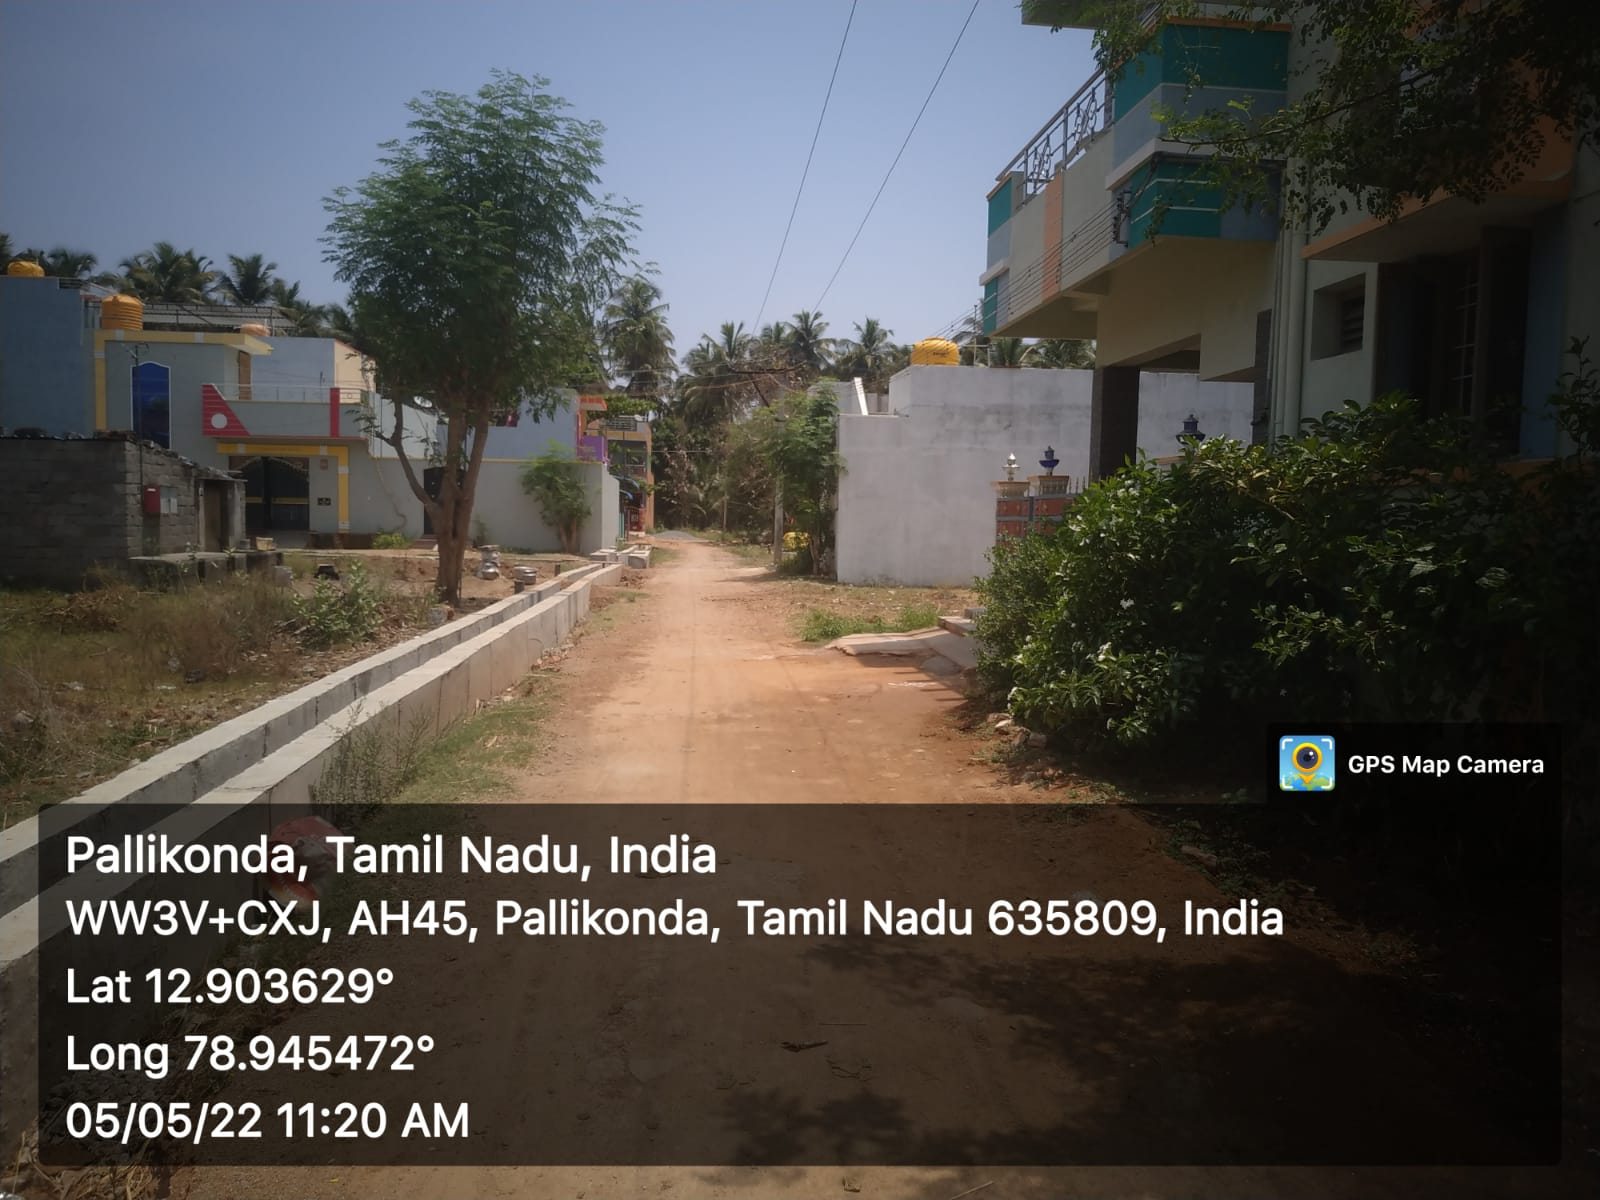 GPS Map Camera
Pallikonda, Tamil Nadu, India
WW3V+CXJ, AH45, Pallikonda, Tamil Nadu 635809, India
Lat 12.903629°
Long 78.945472°
05/05/22 11:20 AM